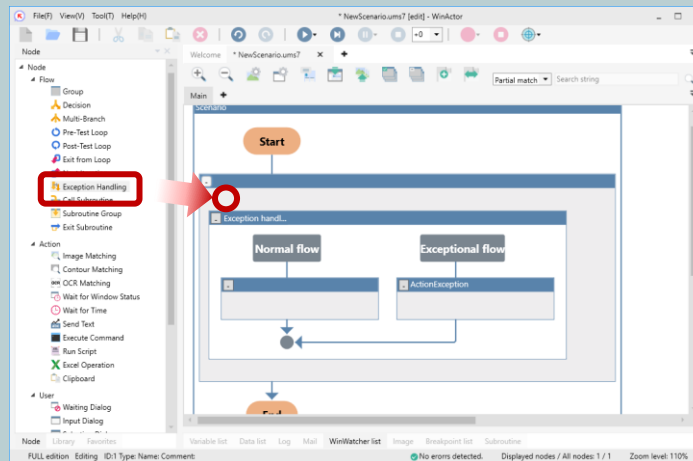 File(F) View(V) Tool(T) Help(H)
* NewScenario.ums7 [edit] - WinActor
+0
Node
Welcome
* NewScenario.ums7
Node
Flow
Group
Decision
Multi-Branch
Pre-Test Loop
Post-Test Loop
Exit from Loop
Exception Handling
Call Subroutine
Subroutine Group
Exit Subroutine
Action
Image Matching
Contour Matching
OCR Matching
Wait for Window Status
Wait for Time
Send Text
Execute Command
Run Script
Excel Operation
Clipboard
User
Waiting Dialog
Input Dialog
Partial match
Search string
Main
Scenario
Start
Exception handl...
Normal flow
Exceptional flow
ActionException
End
Node Library Favorites
Variable list Data list Log Mail WinWatcher list Image Breakpoint list Subroutine
FULL edition Editing ID:1 Type: Name: Comment:
No erors detected.
Displayed nodes / All nodes: 1 / 1
Zoom level: 110%